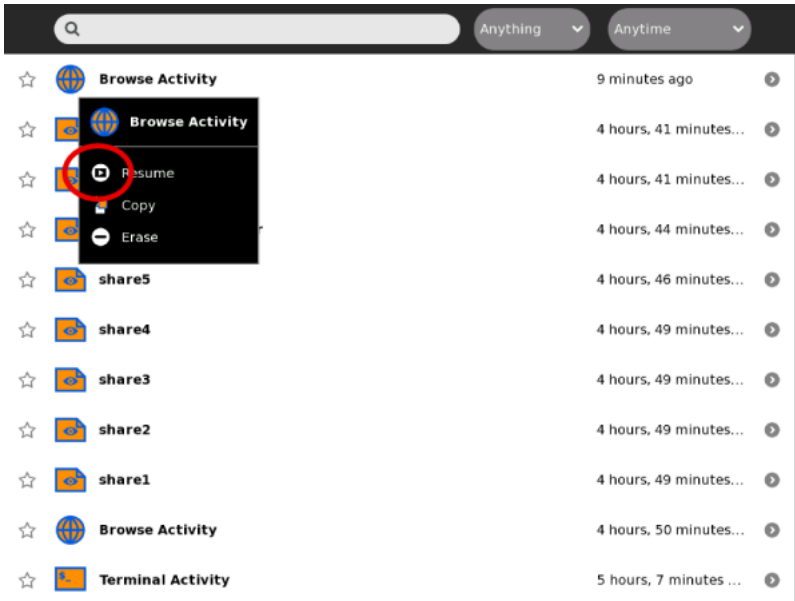 Anything Anytime
Browse Activity 9 minutes ago
Browse Activity
4 hours, 41 minutes...
Resume
4 hours, 41 minutes...
Copy
4 hours, 44 minutes...
Erase
share5 4 hours, 46 minutes...
share4 4 hours, 49 minutes...
share3 4 hours, 49 minutes...
share2 4 hours, 49 minutes...
share1 4 hours, 49 minutes...
Browse Activity 4 hours, 50 minutes...
$_ Terminal Activity 5 hours, 7 minutes ...